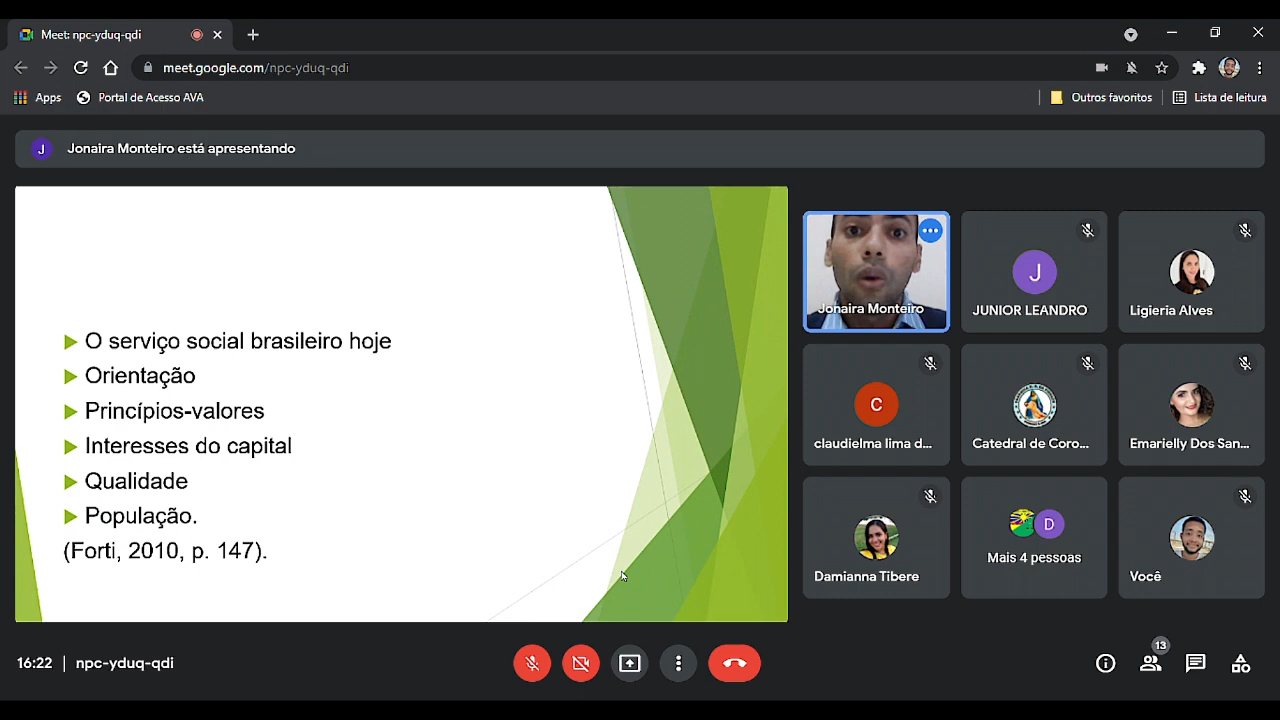 Meet: npc-yduq-qdi
meet.google.com/npc-yduq-qdi
Apps
Portal de Acesso AVA
Outros favoritos
Lista de leitura
J
Jonaira Monteiro está apresentando
O serviço social brasileiro hoje
Orientação
Princípios-valores
Interesses do capital
Qualidade
População.
(Forti, 2010, p. 147).
Jonaira Monteiro
J
JUNIOR LEANDRO
Ligieria Alves
C
claudielma lima d...
Catedral de Coro...
Emarielly Dos San...
Damianna Tibere
D
Mais 4 pessoas
Você
16:22 | npc-yduq-qdi
13